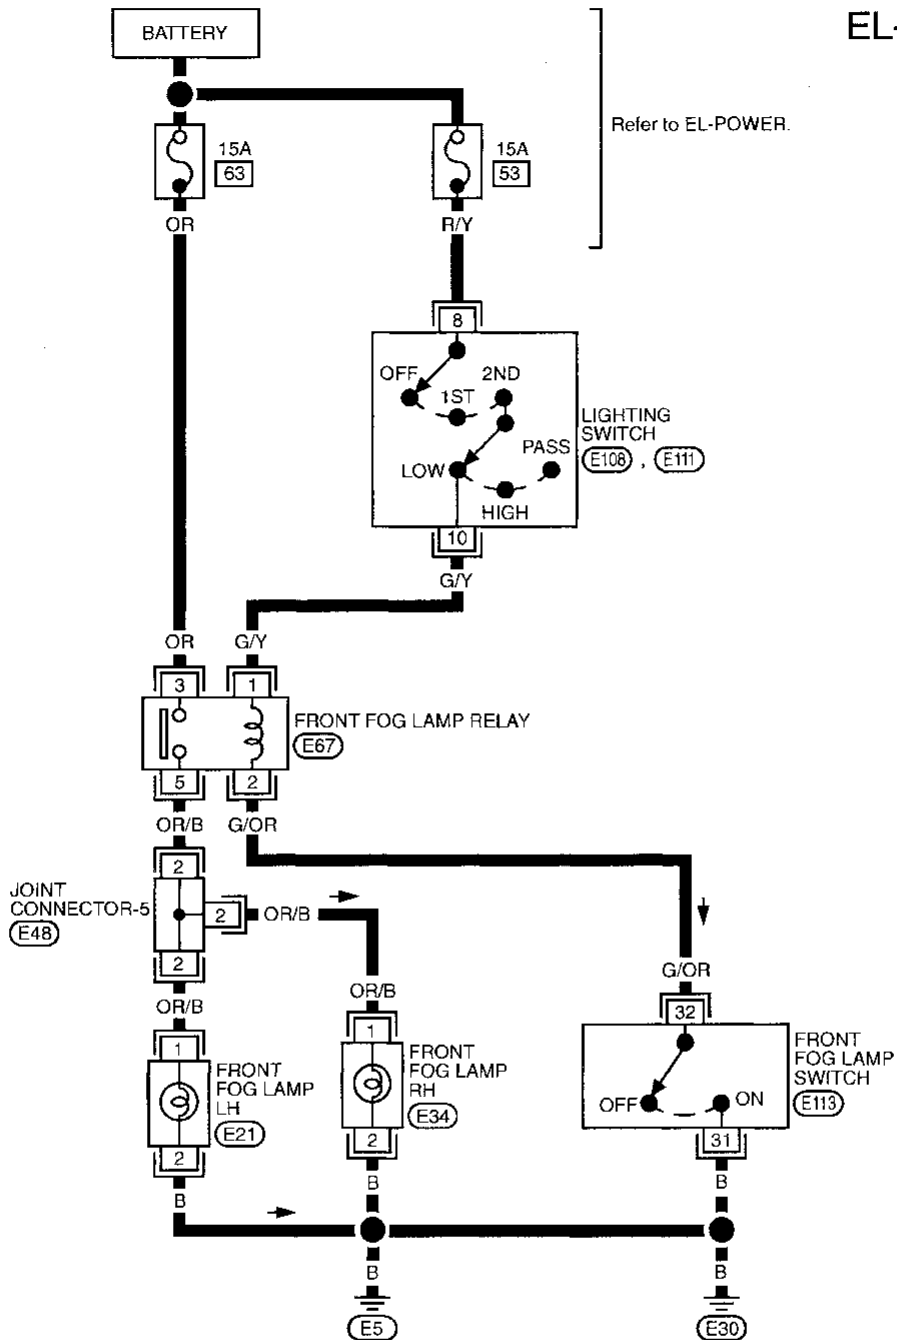 EL-
BATTERY
Refer to EL-POWER.
15A
63
15A
53
OR
R/Y
8
OFF
2ND
1ST
LIGHTING
SWITCH
E108 , E111
PASS
LOW
HIGH
10
G/Y
OR
G/Y
3
1
FRONT FOG LAMP RELAY
E67
5
2
OR/B
G/OR
2
JOINT
CONNECTOR-5
E48
2
OR/B
2
OR/B
G/OR
OR/B
32
1
1
FRONT
FOG LAMP
LH
E21
FRONT
FOG LAMP
RH
E34
FRONT
FOG LAMP
SWITCH
E113
OFF
ON
2
2
31
B
B
B
B
B
E5
E30